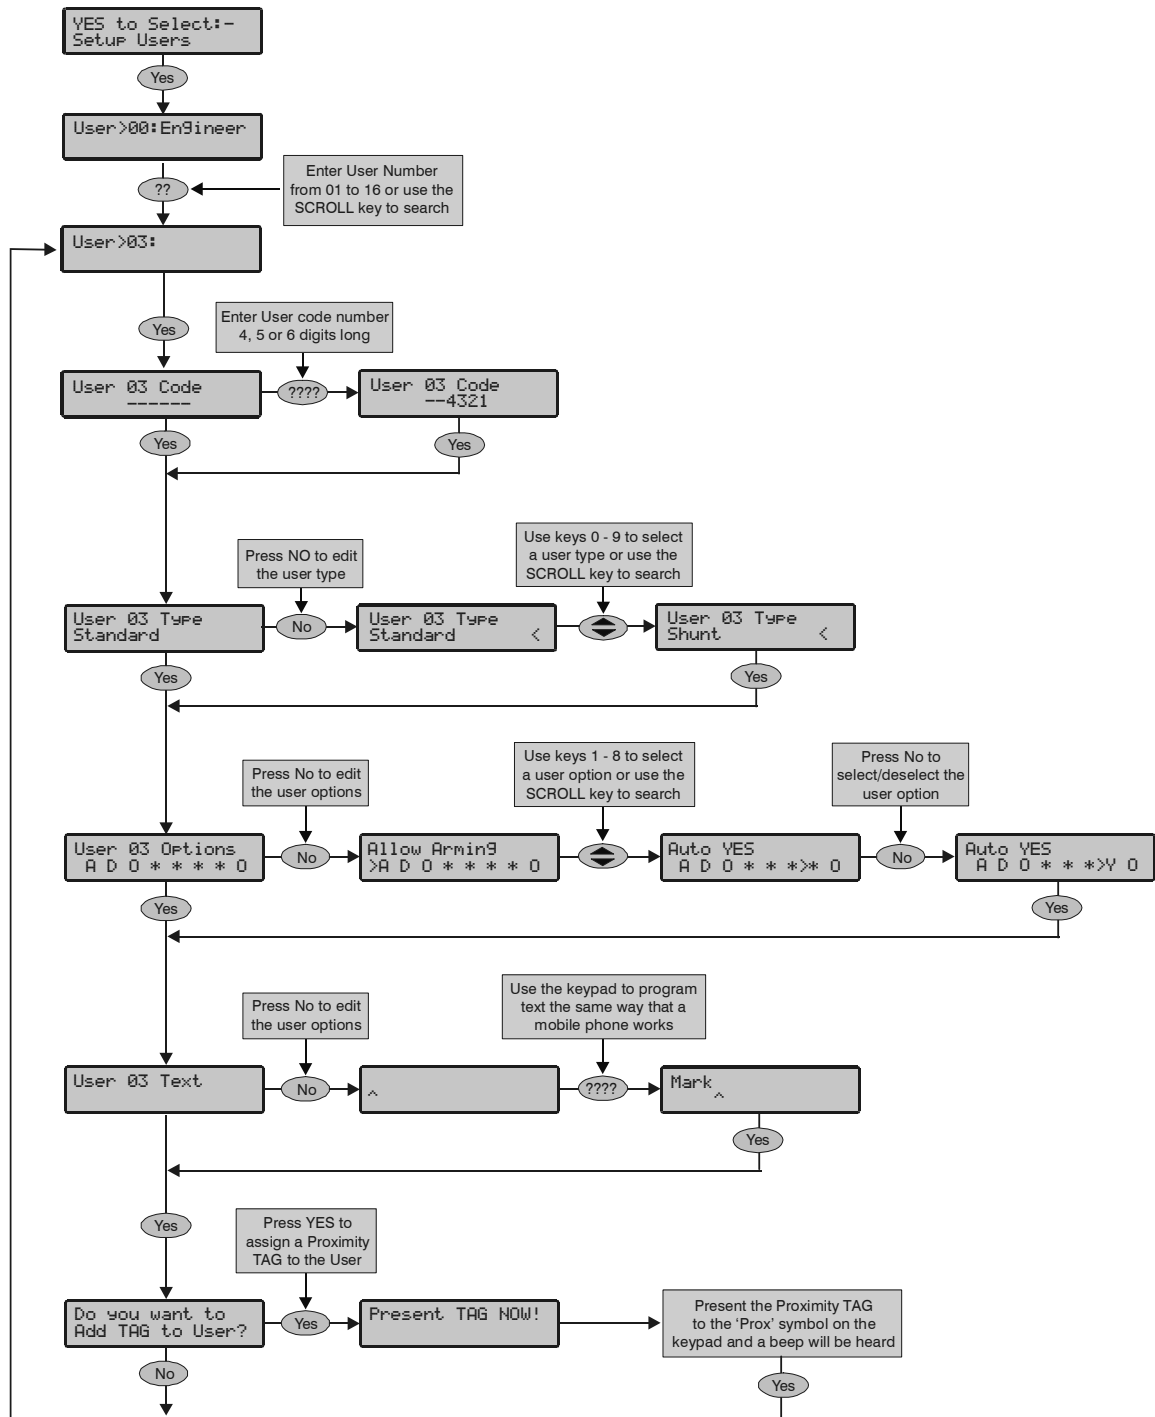 YES to Select:-
Setup Users
Yes
User>00:Engineer
??
Enter User Number
from 01 to 16 or use the
SCROLL key to search
User>03:
Yes
Enter User code number
4, 5 or 6 digits long
User 03 Code
------
????
User 03 Code
--4321
Yes
Yes
Press NO to edit
the user type
Use keys 0 - 9 to select
a user type or use the
SCROLL key to search
User 03 Type
Standard
No
User 03 Type
Standard <
User 03 Type
Shunt <
Yes
Yes
Press No to edit
the user options
Use keys 1 - 8 to select
a user option or use the
SCROLL key to search
Press No to
select/deselect the
user option
User 03 Options
A D O * * * * O
No
Allow Arming
>A D O * * * * O
Auto YES
A D O * * *>* O
No
Auto YES
A D O * * *>Y O
Yes
Yes
Press No to edit
the user options
Use the keypad to program
text the same way that a
mobile phone works
User 03 Text
No
^
????
Mark
^
Yes
Yes
Press YES to
assign a Proximity
TAG to the User
Do you want to
Add TAG to User?
Yes
Present TAG NOW!
Present the Proximity TAG
to the ‘Prox’ symbol on the
keypad and a beep will be heard
No
Yes